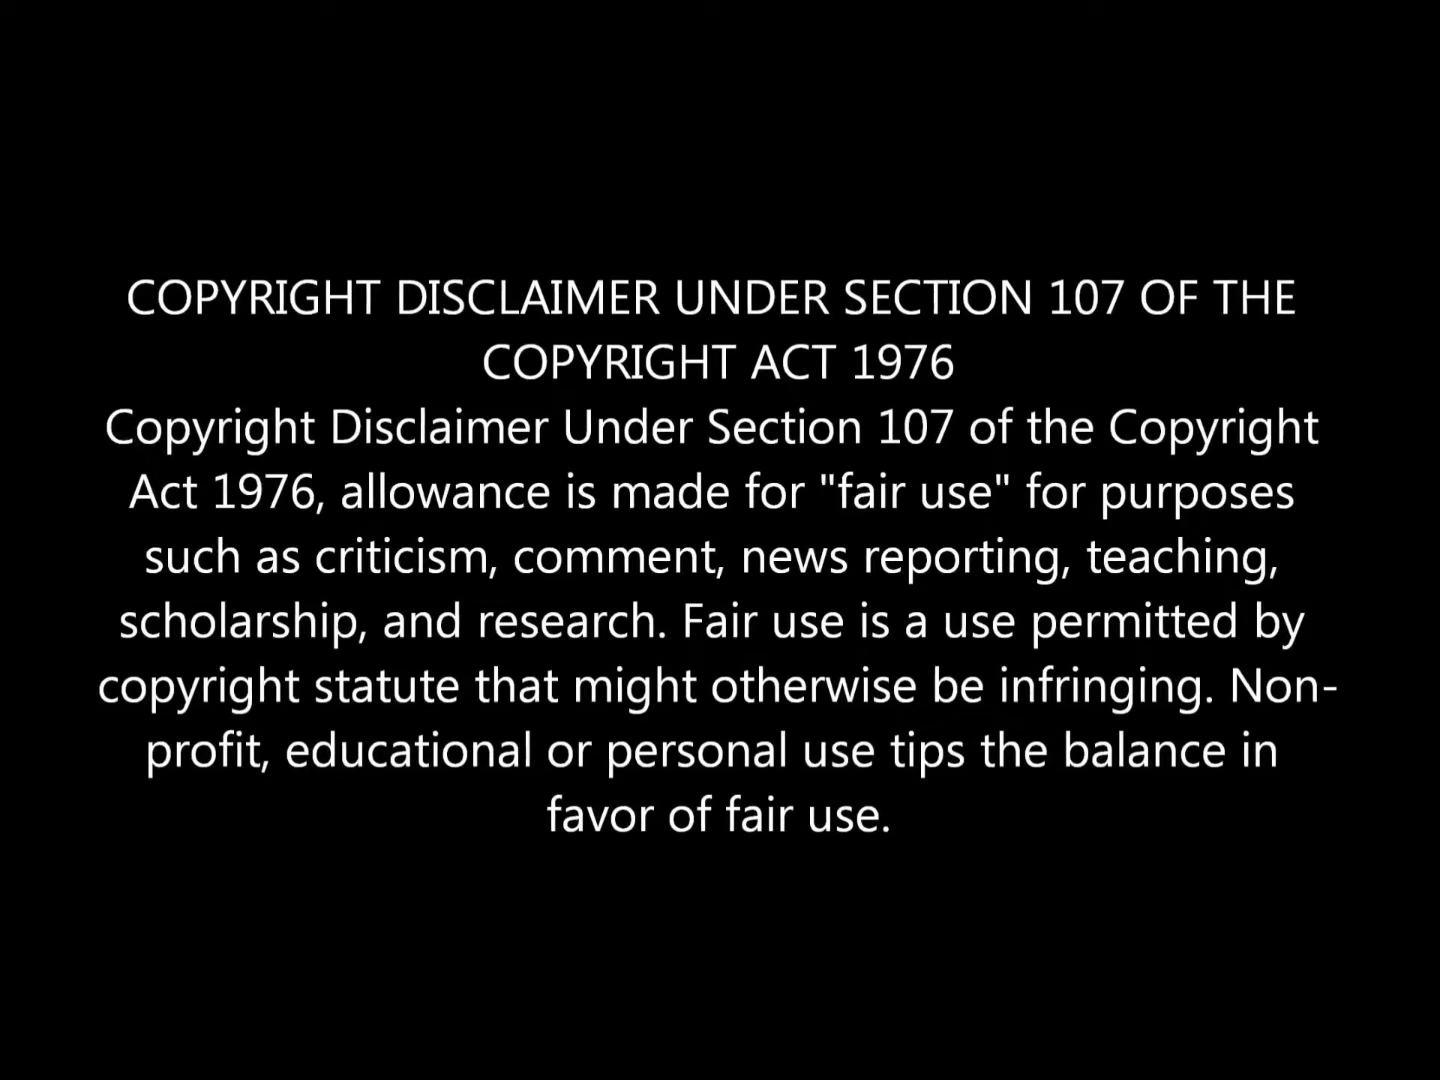 COPYRIGHT DISCLAIMER UNDER SECTION 107 OF THE
COPYRIGHT ACT 1976
Copyright Disclaimer Under Section 107 of the Copyright
Act 1976, allowance is made for "fair use" for purposes
such as criticism, comment, news reporting, teaching,
scholarship, and research. Fair use is a use permitted by
copyright statute that might otherwise be infringing. Non-
profit, educational or personal use tips the balance in
favor of fair use.